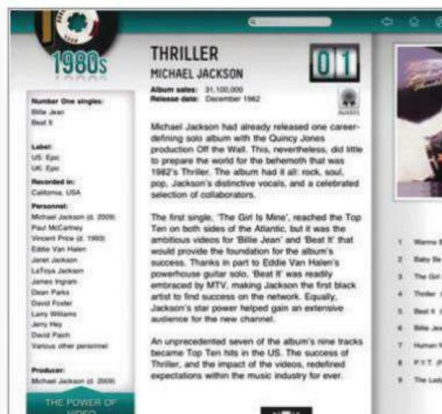 1980s
Number One singles:
Billie Jean
Beat It
Label:
US: Epic
UK: Epic
Recorded in:
California, USA
Personnel:
Michael Jackson (d. 2009)
Paul McCartney
Vincent Price (d. 1993)
Eddie Van Halen
Janet Jackson
LaToya Jackson
James Ingram
Dean Parks
David Foster
Larry Williams
Jerry Hey
David Paich
Various other personnel
Producer:
Michael Jackson (d. 2009)
THE POWER OF
VIDEO
THRILLER
MICHAEL JACKSON
Album sales: 31,100,000
Release date: December 1982
01
Awards
Michael Jackson had already released one career-
defining solo album with the Quincy Jones
production Off the Wall. This, nevertheless, did little
to prepare the world for the behemoth that was
1982's Thriller. The album had it all: rock, soul,
pop, Jackson's distinctive vocals, and a celebrated
selection of collaborators.
The first single, 'The Girl Is Mine', reached the Top
Ten on both sides of the Atlantic, but it was the
ambitious videos for 'Billie Jean' and 'Beat It' that
would provide the foundation for the album's
success. Thanks in part to Eddie Van Halen's
powerhouse guitar solo, 'Beat It' was readily
embraced by MTV, making Jackson the first black
artist to find success on the network. Equally,
Jackson's star power helped gain an extensive
audience for the new channel.
An unprecedented seven of the album's nine tracks
became Top Ten hits in the US. The success of
Thriller, and the impact of the videos, redefined
expectations within the music industry for ever.
1 Wanna
2 Baby Be
3 The Girl
4 Thriller
5 Beat It
6 Billie Jean
7 Human
8 P.Y.T.
9 The Lady